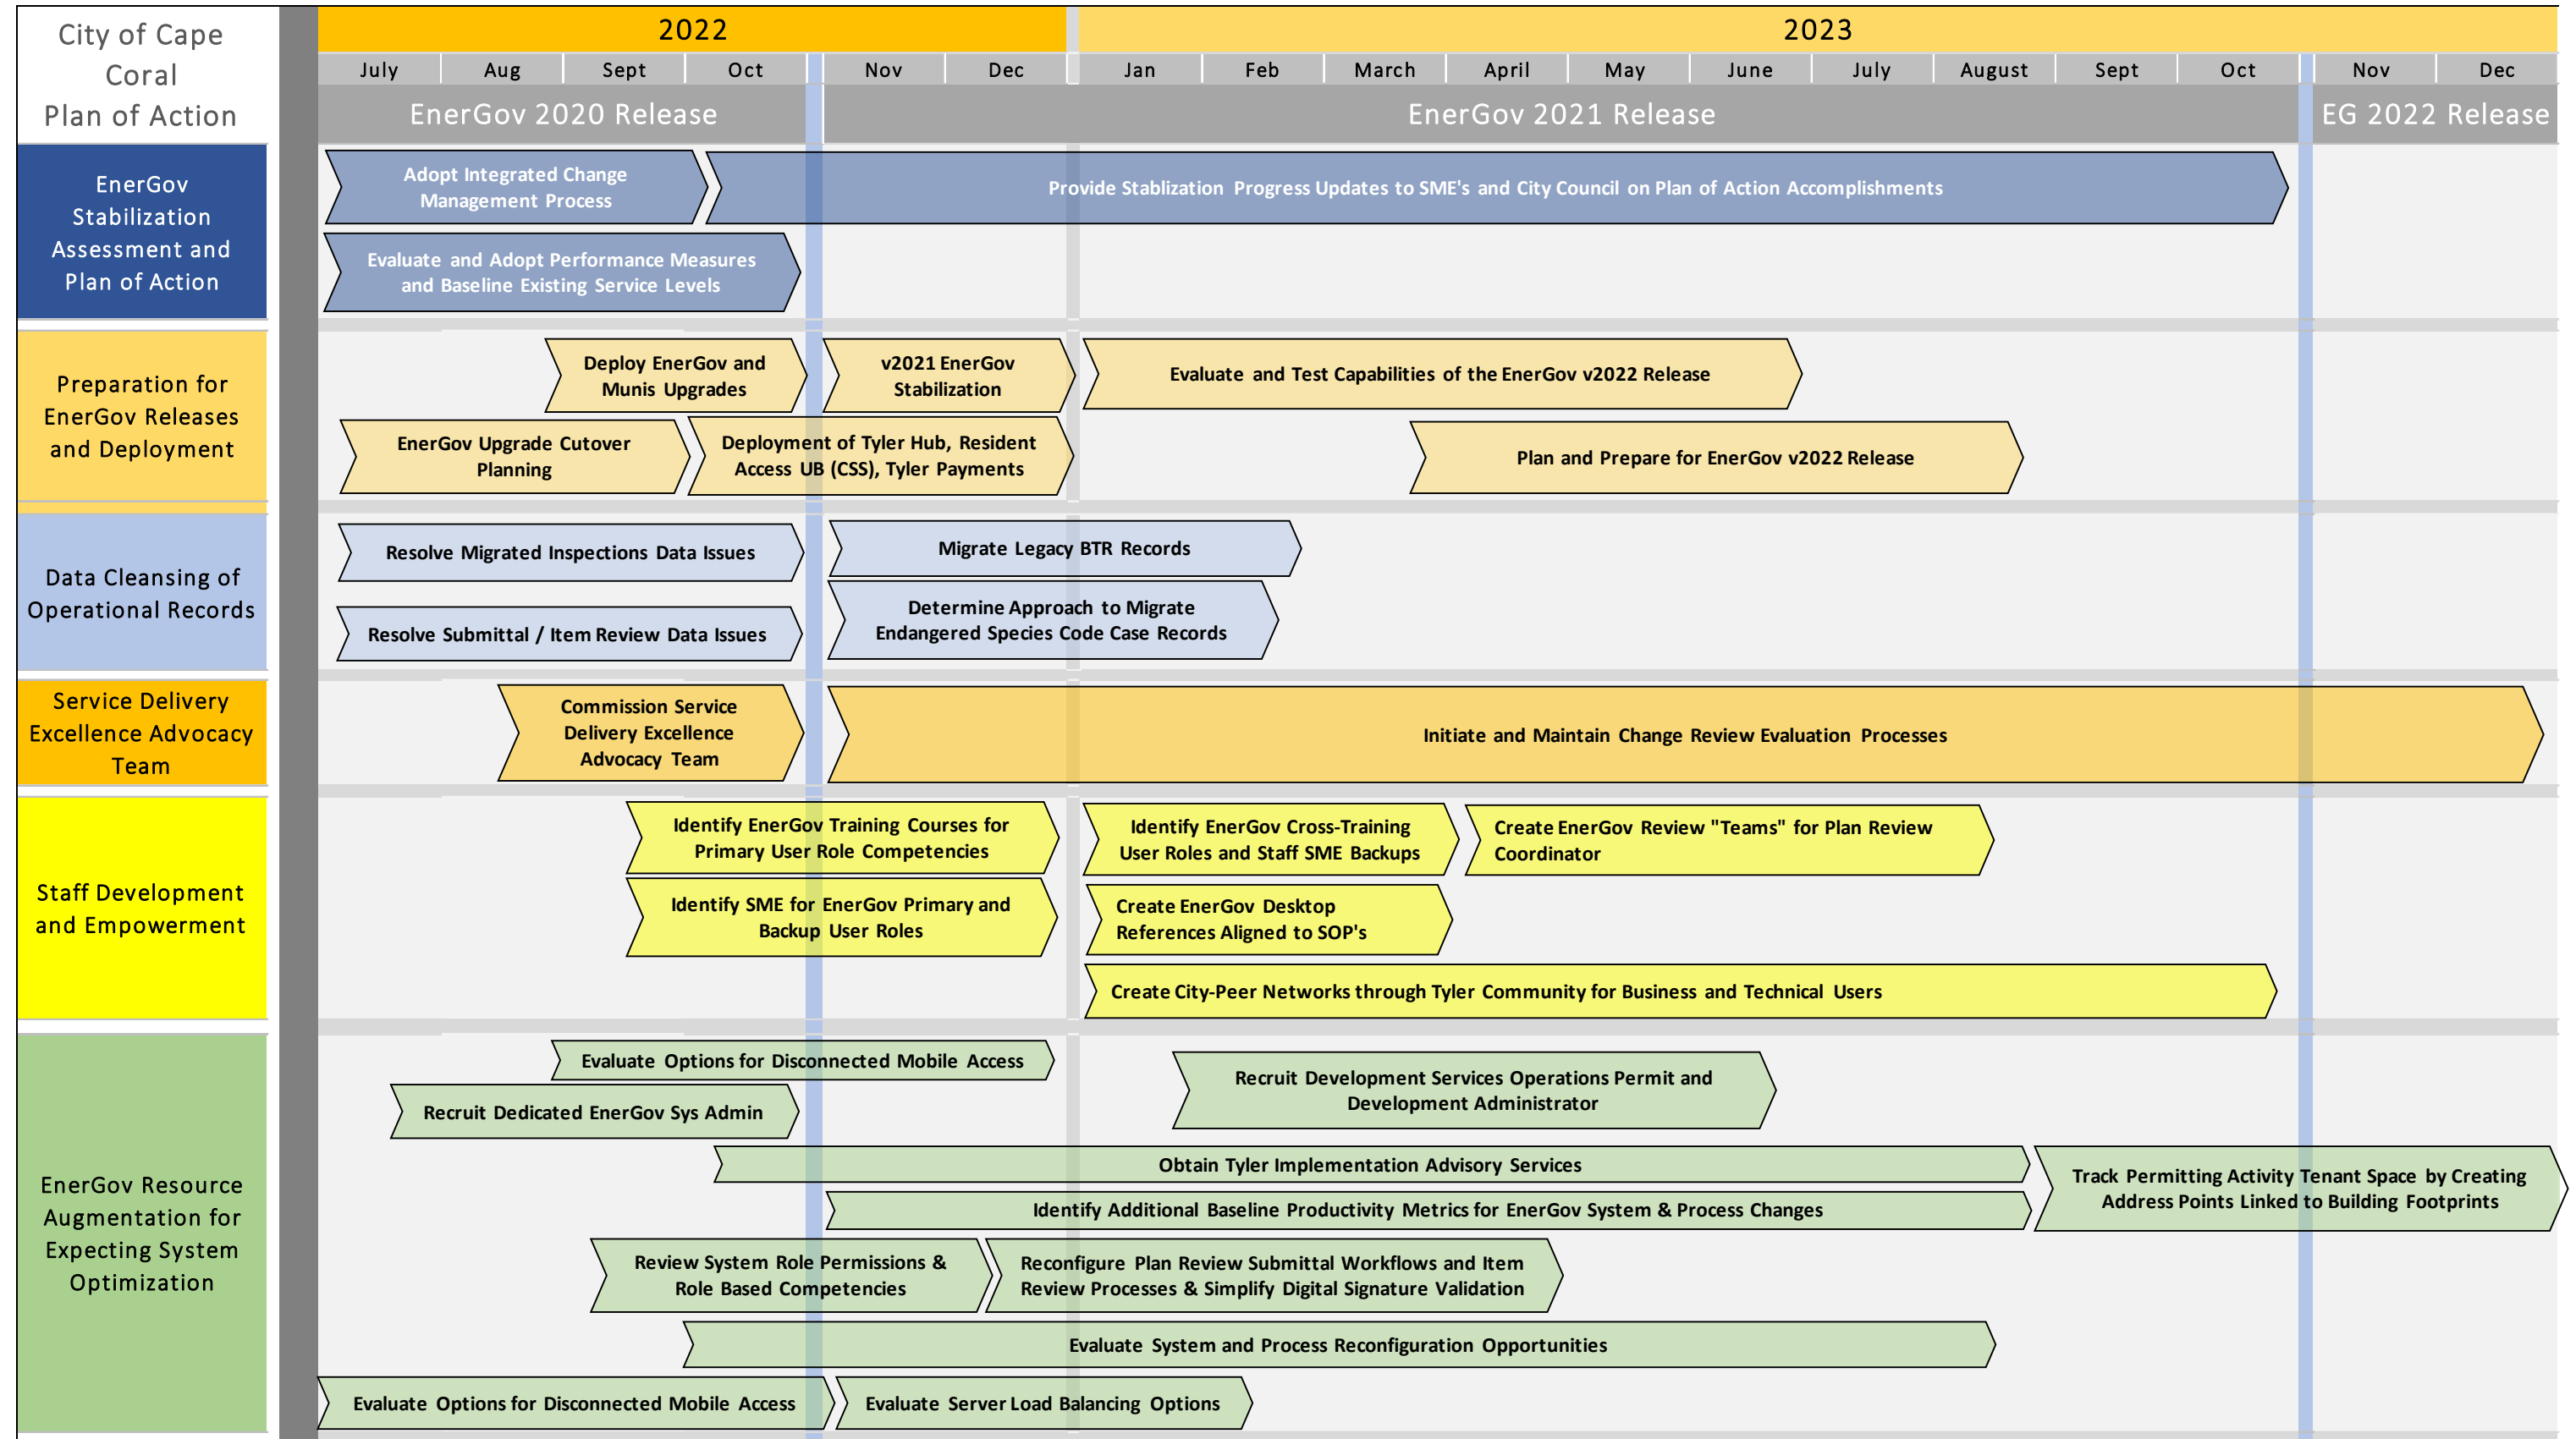 City of Cape
Coral
Plan of Action
2022
2023
July Aug Sept Oct Nov Dec Jan Feb March April May June July August Sept Oct Nov Dec
EnerGov 2020 Release
EnerGov 2021 Release
EG 2022 Release
EnerGov
Stabilization
Assessment and
Plan of Action
Adopt Integrated Change
Management Process
Provide Stablization Progress Updates to SME's and City Council on Plan of Action Accomplishments
Evaluate and Adopt Performance Measures
and Baseline Existing Service Levels
Preparation for
EnerGov Releases
and Deployment
Deploy EnerGov and
Munis Upgrades
v2021 EnerGov
Stabilization
Evaluate and Test Capabilities of the EnerGov v2022 Release
EnerGov Upgrade Cutover
Planning
Deployment of Tyler Hub, Resident
Access UB (CSS), Tyler Payments
Plan and Prepare for EnerGov v2022 Release
Data Cleansing of
Operational Records
Resolve Migrated Inspections Data Issues
Migrate Legacy BTR Records
Resolve Submittal / Item Review Data Issues
Determine Approach to Migrate
Endangered Species Code Case Records
Service Delivery
Excellence Advocacy
Team
Commission Service
Delivery Excellence
Advocacy Team
Initiate and Maintain Change Review Evaluation Processes
Staff Development
and Empowerment
Identify EnerGov Training Courses for
Primary User Role Competencies
Identify EnerGov Cross-Training
User Roles and Staff SME Backups
Create EnerGov Review "Teams" for Plan Review
Coordinator
Identify SME for EnerGov Primary and
Backup User Roles
Create EnerGov Desktop
References Aligned to SOP's
Create City-Peer Networks through Tyler Community for Business and Technical Users
EnerGov Resource
Augmentation for
Expecting System
Optimization
Evaluate Options for Disconnected Mobile Access
Recruit Dedicated EnerGov Sys Admin
Recruit Development Services Operations Permit and
Development Administrator
Obtain Tyler Implementation Advisory Services
Identify Additional Baseline Productivity Metrics for EnerGov System & Process Changes
Track Permitting Activity Tenant Space by Creating
Address Points Linked to Building Footprints
Review System Role Permissions &
Role Based Competencies
Reconfigure Plan Review Submittal Workflows and Item
Review Processes & Simplify Digital Signature Validation
Evaluate System and Process Reconfiguration Opportunities
Evaluate Options for Disconnected Mobile Access
Evaluate Server Load Balancing Options